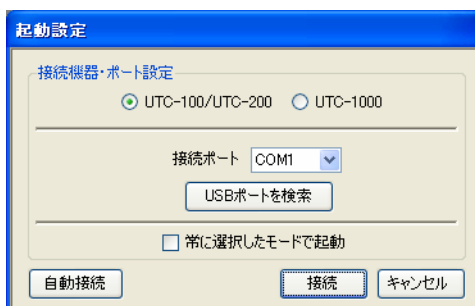 起動設定
接続機器・ポート設定
UTC-100/UTC-200 UTC-1000
接続ポート COM1
USBポートを検索
常に選択したモードで起動
自動接続 接続 キャンセル